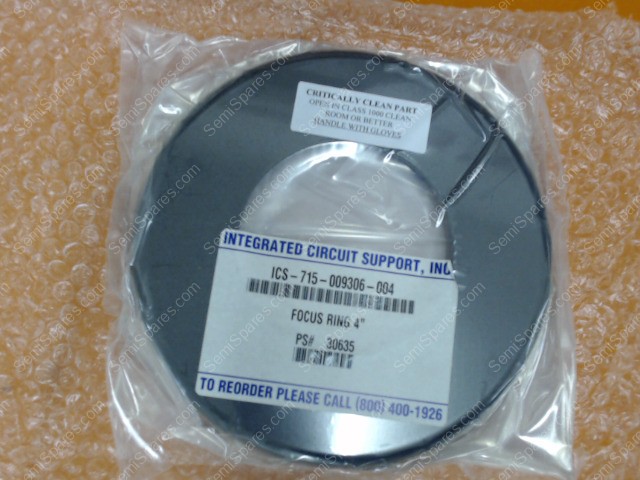 CRITICALLY CLEAN PART
OPEN IN CLASS 1000 CLEAN
ROOM OR BETTER
HANDLE WITH GLOVES
INTEGRATED CIRCUIT SUPPORT, INC
ICS-715-009306-004
FOCUS RING 4"
PS# 30635
TO REORDER PLEASE CALL (800) 400-1926
SemiSpares.com